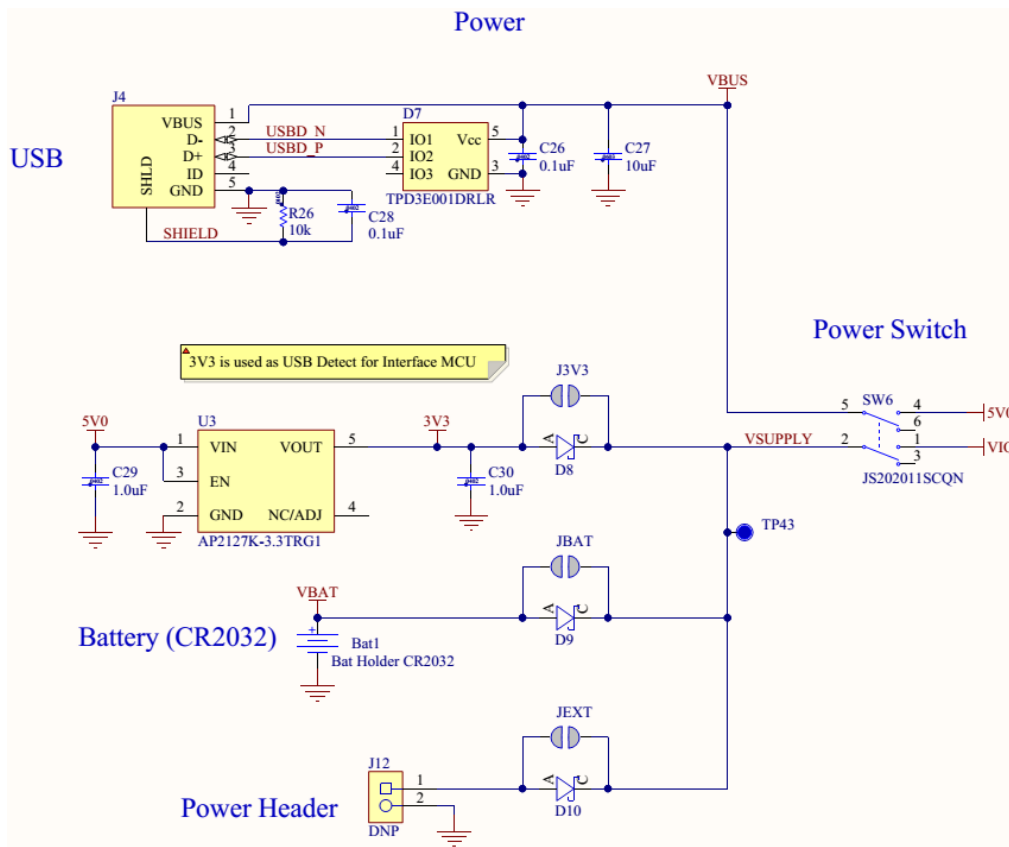 Power
VBUS
J4
D7
USB
VBUS
D-
D+
ID
GND
SHLD
1
2
3
4
5
USBD_N
USBD_P
1
2
4
IO1
IO2
IO3
Vcc
GND
5
3
TPD3E001DRLR
C26
0.1uF
C27
10uF
R26
10k
C28
0.1uF
SHIELD
Power Switch
3V3 is used as USB Detect for Interface MCU
J3V3
SW6
5
4
5V0
6
2
1
VIO
3
VSUPPLY
JS202011SCQN
5V0
U3
3V3
1
VIN
VOUT
5
3
EN
2
GND
NC/ADJ
4
AP2127K-3.3TRG1
C29
1.0uF
C30
1.0uF
A
C
D8
TP43
JBAT
VBAT
A
C
D9
Battery (CR2032)
+
Bat1
Bat Holder CR2032
JEXT
J12
1
2
DNP
A
C
D10
Power Header